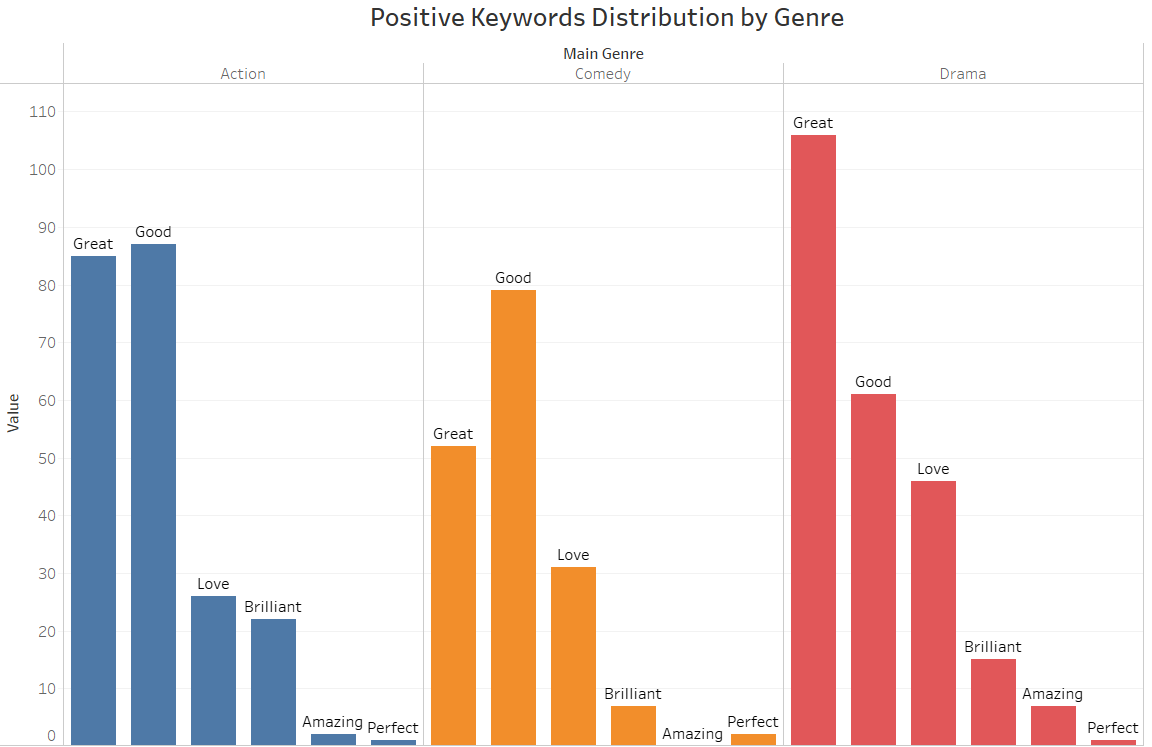 Positive Keywords Distribution by Genre
Main Genre
Action Comedy Drama
110
100
90
80
70
60
50
40
30
20
10
0
Value
Great Good Love Brilliant Amazing Perfect
Great Good Love Brilliant Amazing Perfect
Great Good Love Brilliant Amazing Perfect